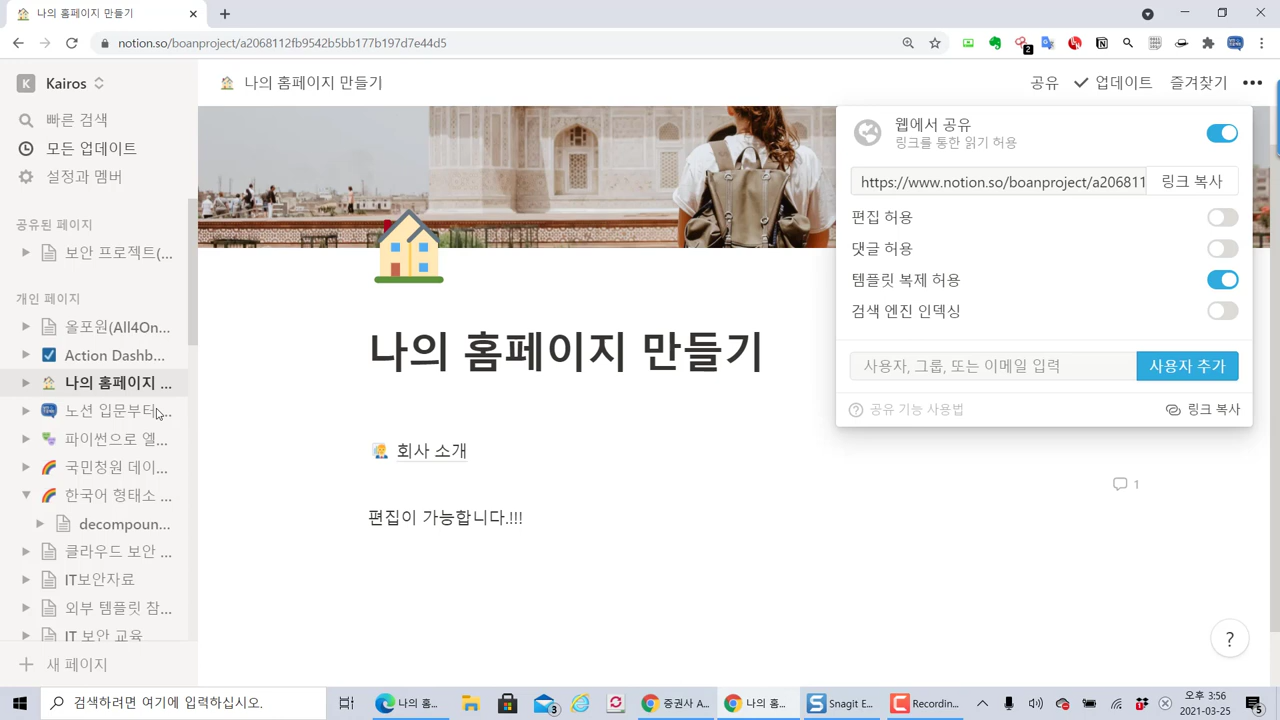 나의 홈페이지 만들기
notion.so/boanproject/a2068112fb9542b5bb177b197d7e44d5
2
K Kairos
나의 홈페이지 만들기
공유
업데이트
즐겨찾기
빠른 검색
모든 업데이트
설정과 멤버
공유된 페이지
보안 프로젝트(...
개인 페이지
올포원(All4On...
Action Dashb...
나의 홈페이지 ...
노션 입문부터 ...
파이썬으로 엘...
국민청원 데이...
한국어 형태소 ...
decompoun...
클라우드 보안 ...
IT보안자료
외부 템플릿 참...
IT 보안 교육
새 페이지
웹에서 공유
링크를 통한 읽기 허용
https://www.notion.so/boanproject/a206811
링크 복사
편집 허용
댓글 허용
템플릿 복제 허용
검색 엔진 인덱싱
사용자, 그룹, 또는 이메일 입력
사용자 추가
공유 기능 사용법
링크 복사
나의 홈페이지 만들기
회사 소개
1
편집이 가능합니다.!!!
?
검색하려면 여기에 입력하십시오.
나의 홈...
3
증권사 A...
나의 홈...
Snagit E...
Recordin...
오후 3:56
2021-03-25
5